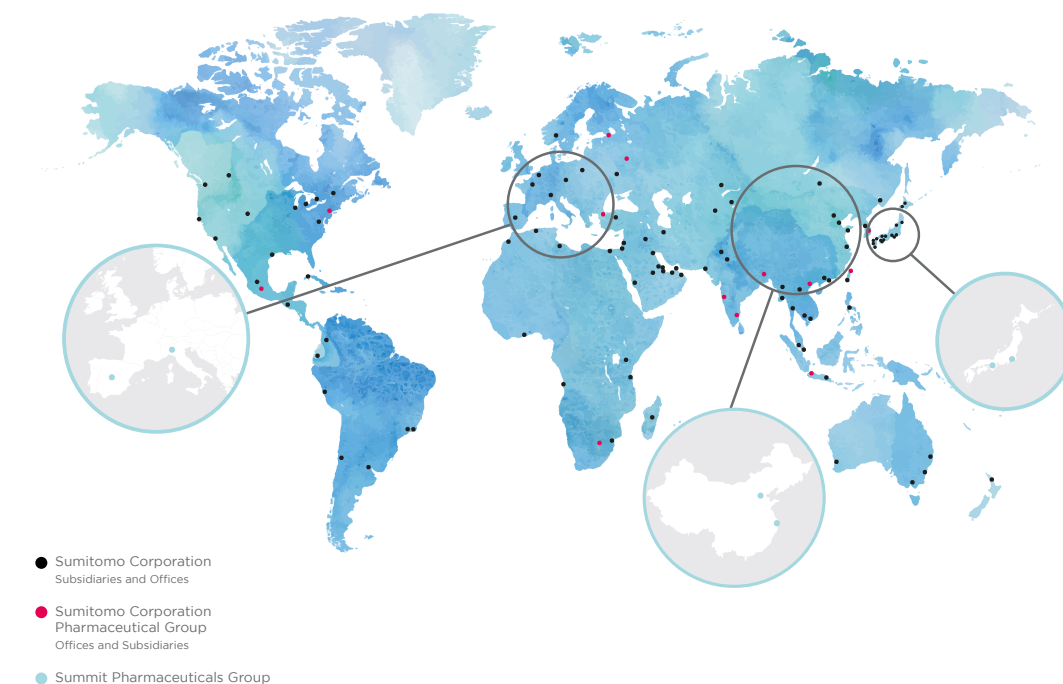 Sumitomo Corporation
Subsidiaries and Offices
Sumitomo Corporation
Pharmaceutical Group
Offices and Subsidiaries
Summit Pharmaceuticals Group